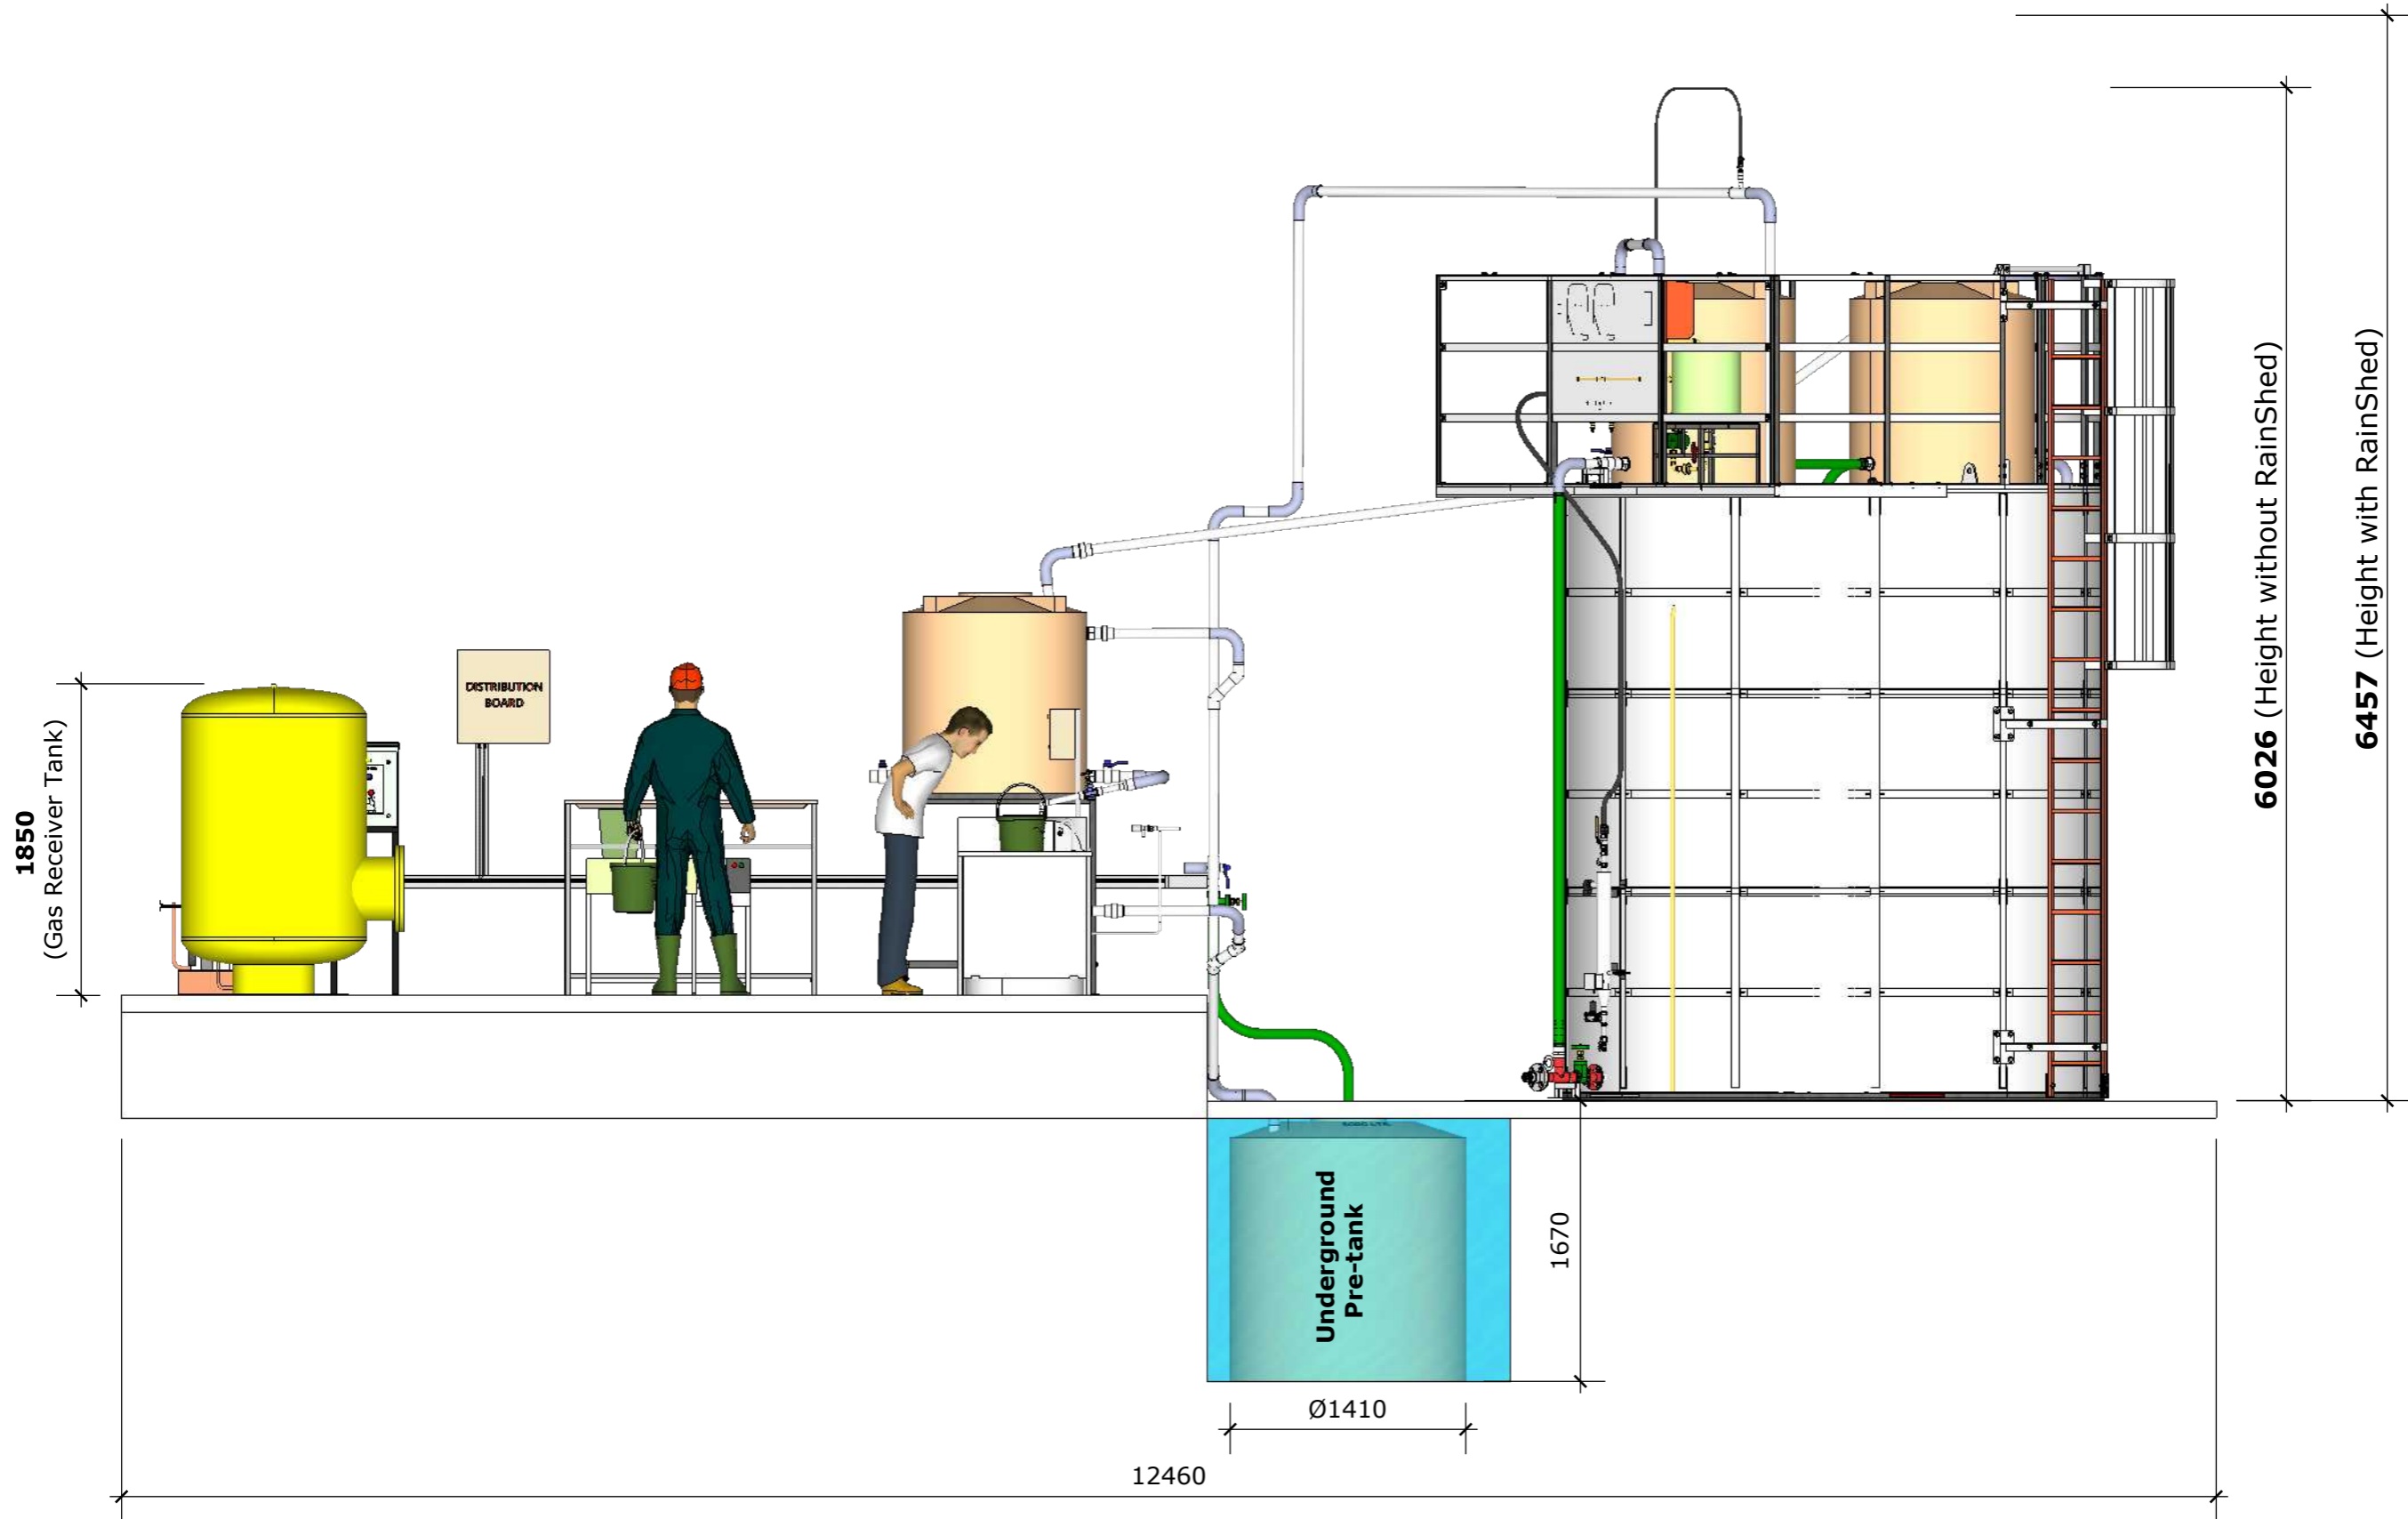 6026 (Height without RainShed)
6457 (Height with RainShed)
DISTRIBUTION
BOARD
1850
(Gas Receiver Tank)
Underground
Pre-tank
1670
Ø1410
12460